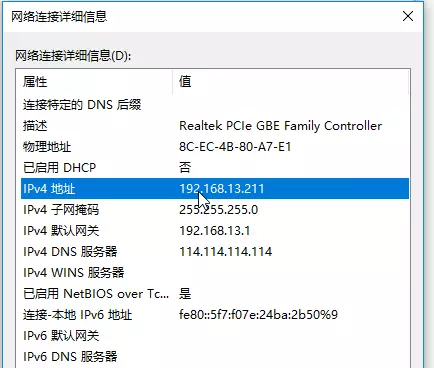 网络连接详细信息
网络连接详细信息(D):
属性 值
连接特定的 DNS 后缀
描述 Realtek PCIe GBE Family Controller
物理地址 8C-EC-4B-80-A7-E1
已启用 DHCP 否
IPv4 地址 192.168.13.211
IPv4 子网掩码 255.255.255.0
IPv4 默认网关 192.168.13.1
IPv4 DNS 服务器 114.114.114.114
IPv4 WINS 服务器
已启用 NetBIOS over Tc... 是
连接-本地 IPv6 地址 fe80::5f7:f07e:24ba:2b50%9
IPv6 默认网关
IPv6 DNS 服务器